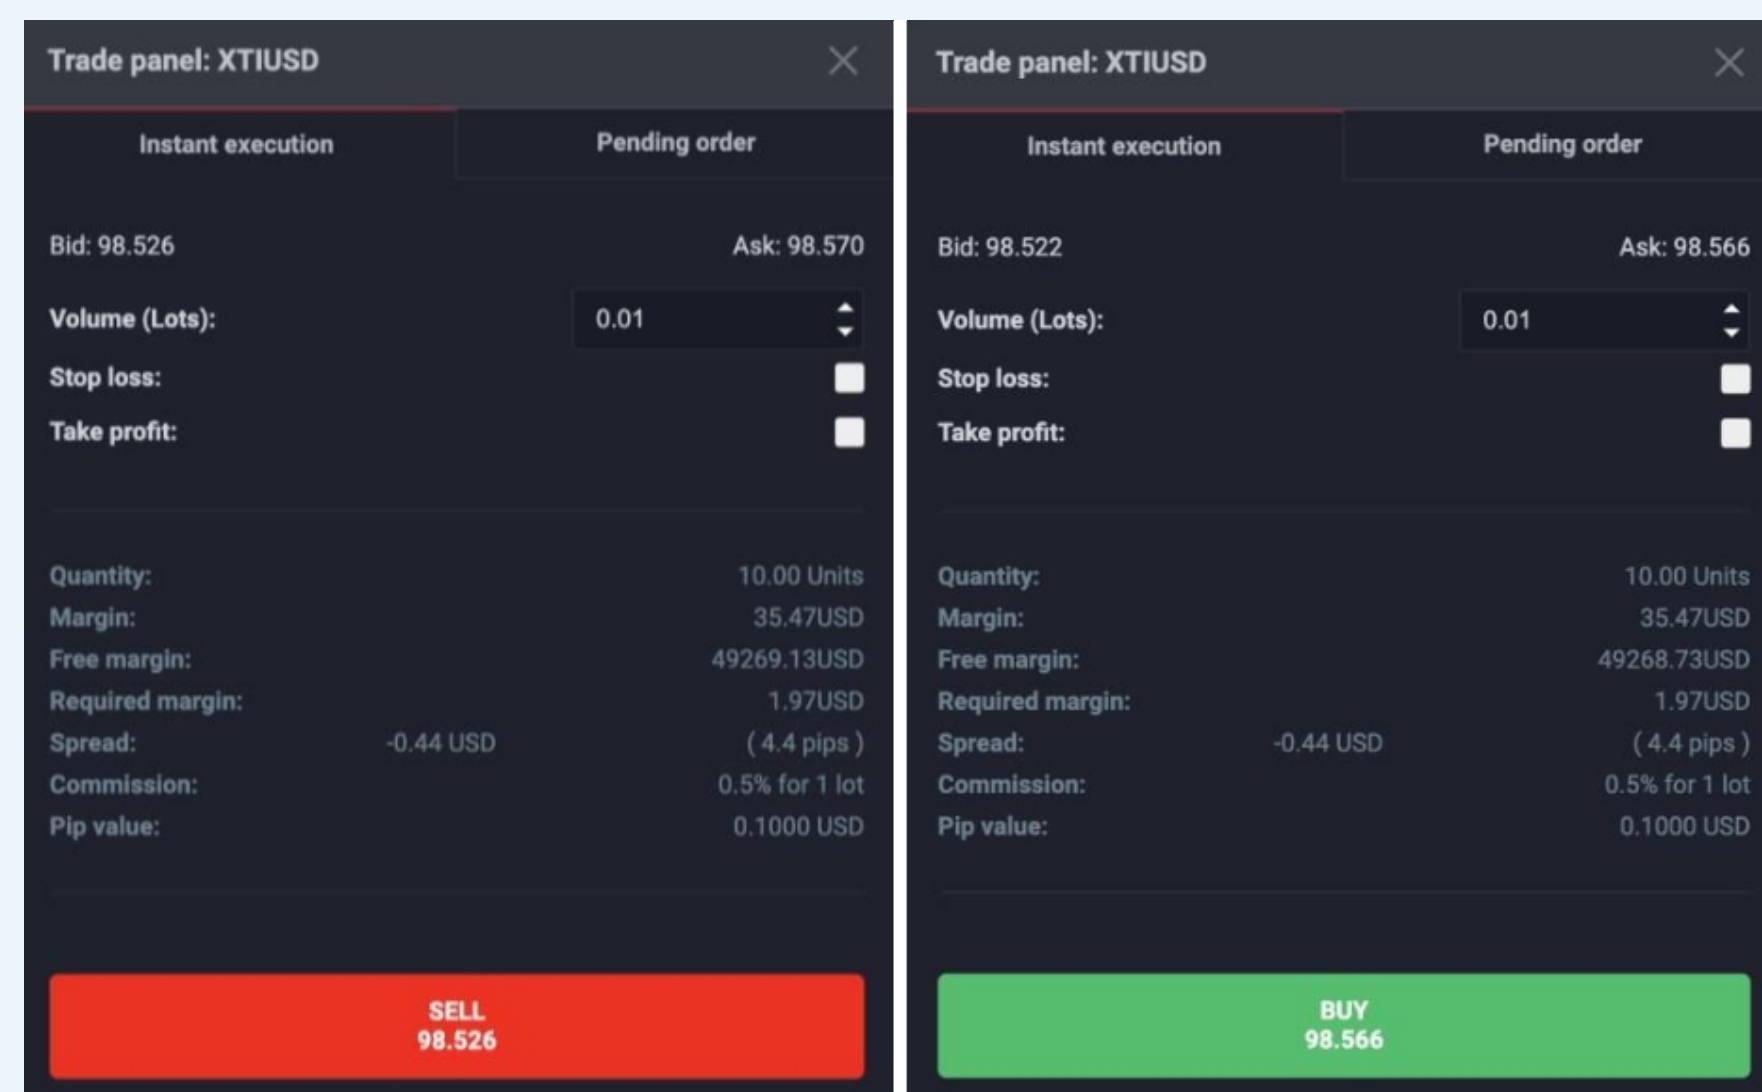 Trade panel: XTIUSD
Instant execution
Pending order
Bid: 98.526
Ask: 98.570
Volume (Lots):
0.01
Stop loss:
Take profit:
Quantity:
10.00 Units
Margin:
35.47USD
Free margin:
49269.13USD
Required margin:
1.97USD
Spread:
-0.44 USD
( 4.4 pips )
Commission:
0.5% for 1 lot
Pip value:
0.1000 USD
SELL
98.526
Trade panel: XTIUSD
Instant execution
Pending order
Bid: 98.522
Ask: 98.566
Volume (Lots):
0.01
Stop loss:
Take profit:
Quantity:
10.00 Units
Margin:
35.47USD
Free margin:
49268.73USD
Required margin:
1.97USD
Spread:
-0.44 USD
( 4.4 pips )
Commission:
0.5% for 1 lot
Pip value:
0.1000 USD
BUY
98.566